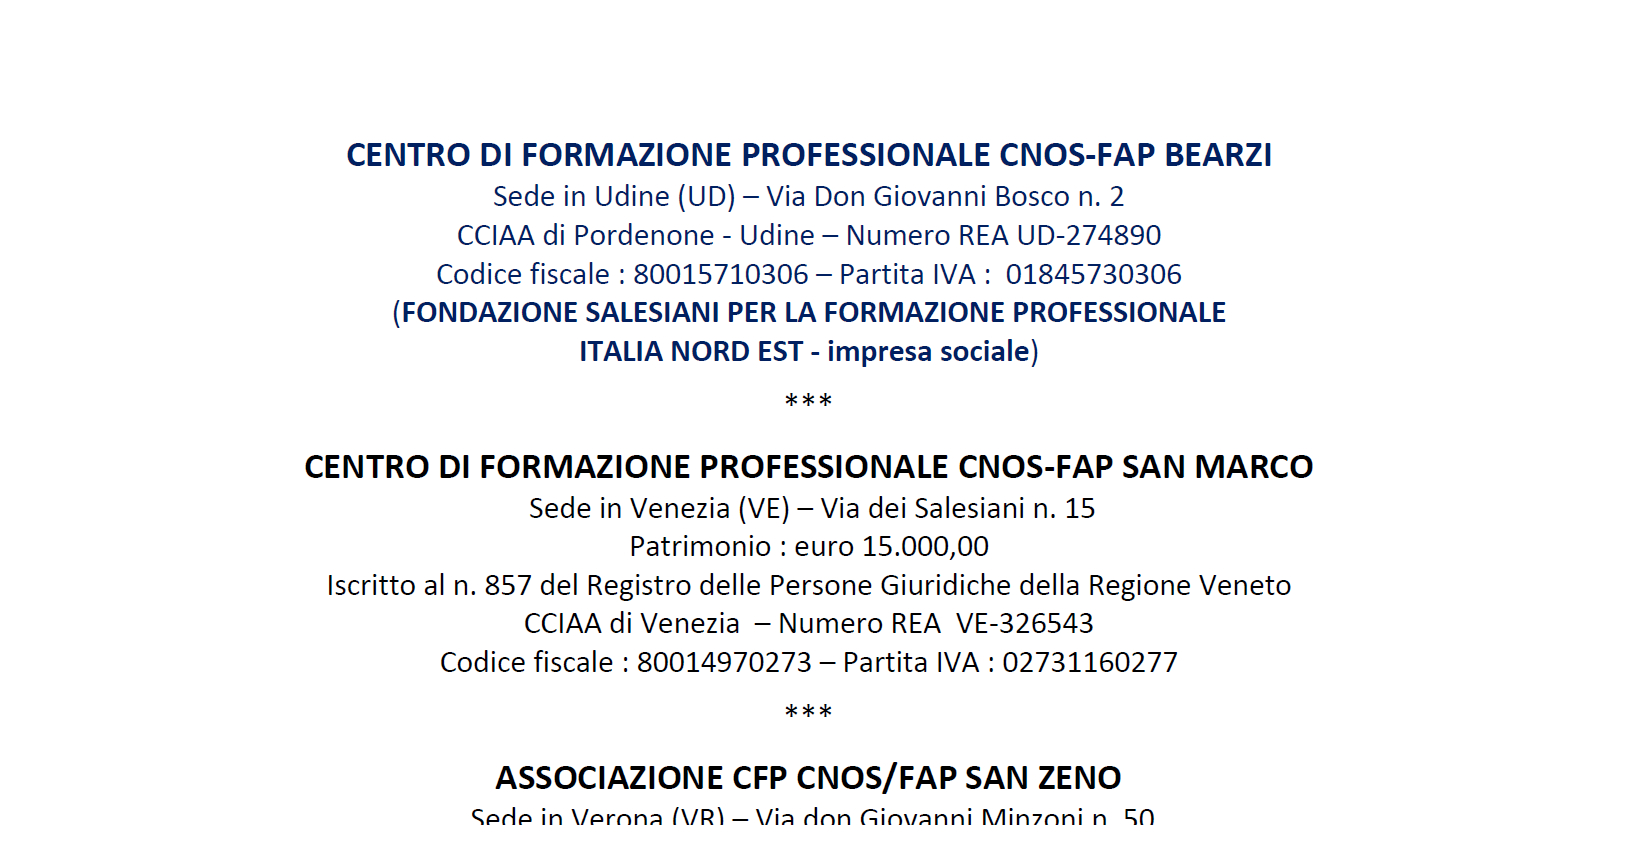 CENTRO DI FORMAZIONE PROFESSIONALE CNOS-FAP BEARZI
Sede in Udine (UD) – Via Don Giovanni Bosco n. 2
CCIAA di Pordenone - Udine – Numero REA UD-274890
Codice fiscale : 80015710306 – Partita IVA :  01845730306
(FONDAZIONE SALESIANI PER LA FORMAZIONE PROFESSIONALE
ITALIA NORD EST - impresa sociale)
***
CENTRO DI FORMAZIONE PROFESSIONALE CNOS-FAP SAN MARCO
Sede in Venezia (VE) – Via dei Salesiani n. 15
Patrimonio : euro 15.000,00
Iscritto al n. 857 del Registro delle Persone Giuridiche della Regione Veneto
CCIAA di Venezia  – Numero REA  VE-326543
Codice fiscale : 80014970273 – Partita IVA : 02731160277
***
ASSOCIAZIONE CFP CNOS/FAP SAN ZENO
Sede in Verona (VR) – Via don Giovanni Minzoni n. 50